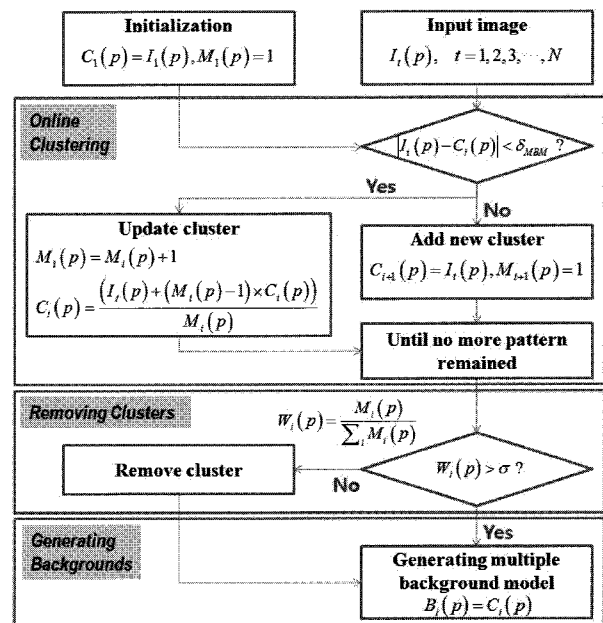 Initialization
C₁(p)=I₁(p),M₁(p)=1
Input image
Iₜ(p), t=1,2,3,⋯,N
Online
Clustering
|Iₜ(p)−Cᵢ(p)|<δ_MBM ?
Yes
No
Update cluster
Mᵢ(p)=Mᵢ(p)+1
Cᵢ(p)=(Iₜ(p)+(Mᵢ(p)−1)×Cᵢ(p))
Mᵢ(p)
Add new cluster
Cᵢ₊₁(p)=Iₜ(p),Mᵢ₊₁(p)=1
Until no more pattern
remained
Removing Clusters
Wᵢ(p)=Mᵢ(p)
∑ᵢMᵢ(p)
Remove cluster
No
Wᵢ(p)>σ ?
Yes
Generating
Backgrounds
Generating multiple
background model
Bᵢ(p)=Cᵢ(p)